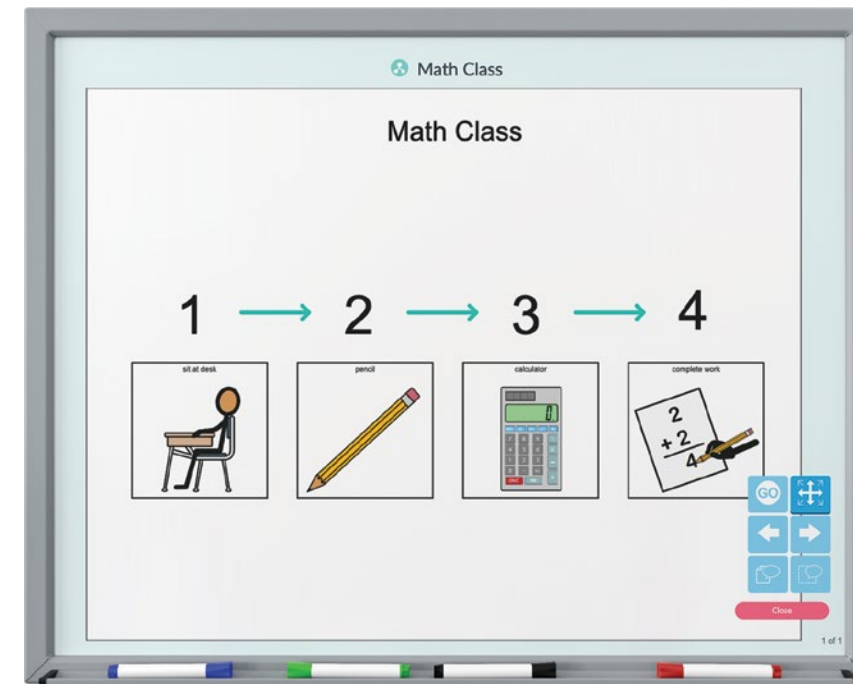 Math Class
Math Class
1 2 3 4
sit at desk pencil calculator complete work
0.
2
+ 2
4
GO
Close
1 of 1